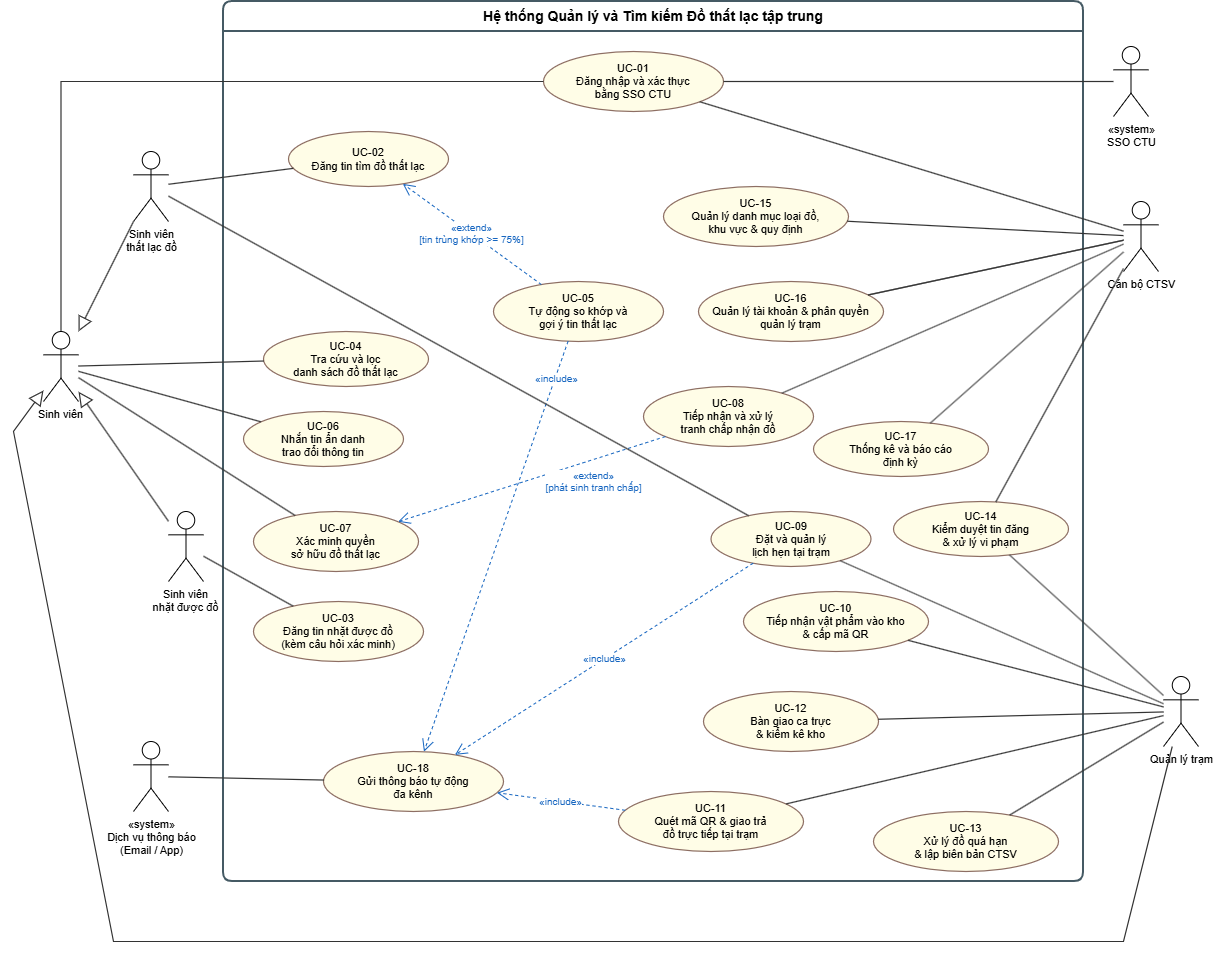 Hệ thống Quản lý và Tìm kiếm Đồ thất lạc tập trung
UC-01
Đăng nhập và xác thực
bằng SSO CTU
«system»
SSO CTU
UC-02
Đăng tin tìm đồ thất lạc
Sinh viên
thất lạc đồ
UC-15
Quản lý danh mục loại đồ,
khu vực & quy định
«extend»
[tin trùng khớp >= 75%]
Cán bộ CTSV
UC-05
Tự động so khớp và
gợi ý tin thất lạc
UC-16
Quản lý tài khoản & phân quyền
quản lý trạm
UC-04
Tra cứu và lọc
danh sách đồ thất lạc
«include»
Sinh viên
UC-08
Tiếp nhận và xử lý
tranh chấp nhận đồ
UC-06
Nhắn tin ẩn danh
trao đổi thông tin
UC-17
Thống kê và báo cáo
định kỳ
«extend»
[phát sinh tranh chấp]
UC-07
Xác minh quyền
sở hữu đồ thất lạc
UC-09
Đặt và quản lý
lịch hẹn tại trạm
UC-14
Kiểm duyệt tin đăng
& xử lý vi phạm
Sinh viên
nhặt được đồ
UC-03
Đăng tin nhặt được đồ
(kèm câu hỏi xác minh)
UC-10
Tiếp nhận vật phẩm vào kho
& cấp mã QR
«include»
UC-12
Bàn giao ca trực
& kiểm kê kho
Quản lý trạm
UC-18
Gửi thông báo tự động
đa kênh
«include»
UC-11
Quét mã QR & giao trả
đồ trực tiếp tại trạm
«system»
Dịch vụ thông báo
(Email / App)
UC-13
Xử lý đồ quá hạn
& lập biên bản CTSV